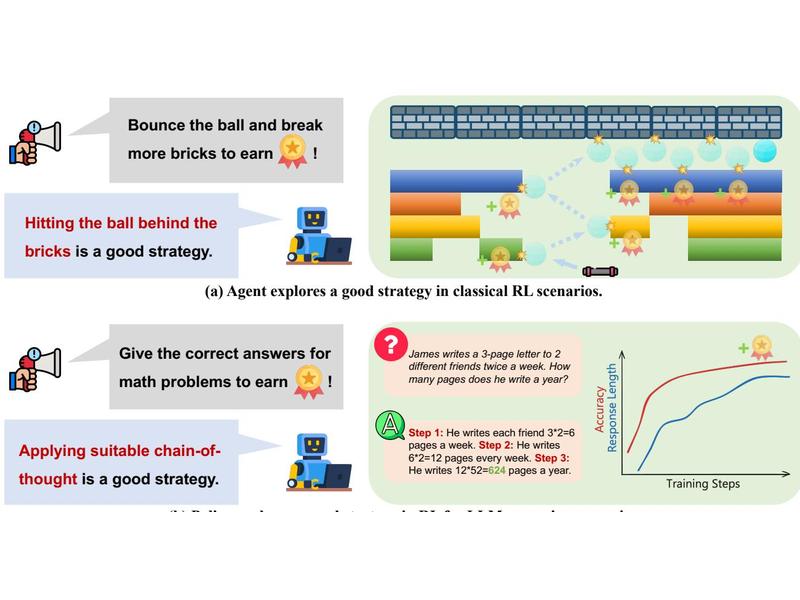 Bounce the ball and break
more bricks to earn !
Hitting the ball behind the
bricks is a good strategy.
(a) Agent explores a good strategy in classical RL scenarios.
Give the correct answers for
math problems to earn !
Applying suitable chain-of-
thought is a good strategy.
?
James writes a 3-page letter to 2
different friends twice a week. How
many pages does he write a year?
A
Step 1: He writes each friend 3*2=6
pages a week. Step 2: He writes
6*2=12 pages every week. Step 3:
He writes 12*52=624 pages a year.
Accuracy
Response Length
Training Steps